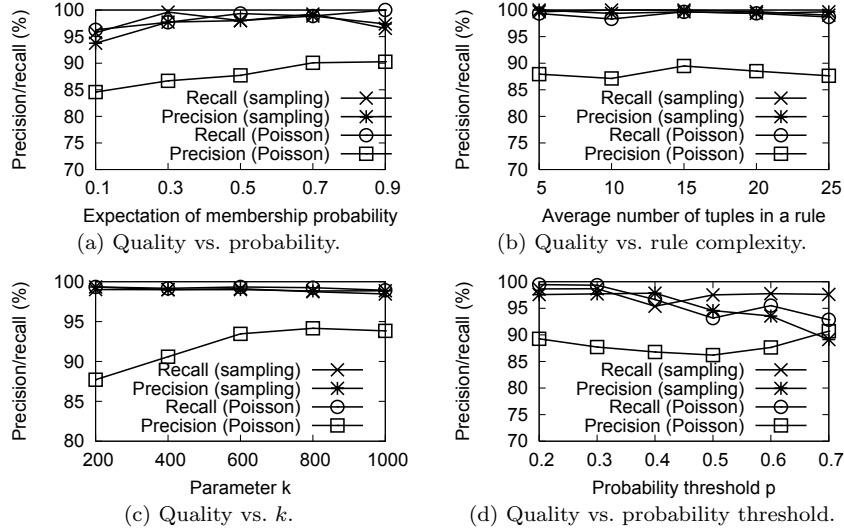 Precision/recall (%)
100
95
90
85
80
75
70
Recall (sampling)
Precision (sampling)
Recall (Poisson)
Precision (Poisson)
0.1 0.3 0.5 0.7 0.9
Expectation of membership probability
(a) Quality vs. probability.
Precision/recall (%)
100
95
90
85
80
75
70
Recall (sampling)
Precision (sampling)
Recall (Poisson)
Precision (Poisson)
5 10 15 20 25
Average number of tuples in a rule
(b) Quality vs. rule complexity.
Precision/recall (%)
100
95
90
85
80
Recall (sampling)
Precision (sampling)
Recall (Poisson)
Precision (Poisson)
200 400 600 800 1000
Parameter k
(c) Quality vs. k.
Precision/recall (%)
100
95
90
85
80
75
70
Recall (sampling)
Precision (sampling)
Recall (Poisson)
Precision (Poisson)
0.2 0.3 0.4 0.5 0.6 0.7
Probability threshold p
(d) Quality vs. probability threshold.